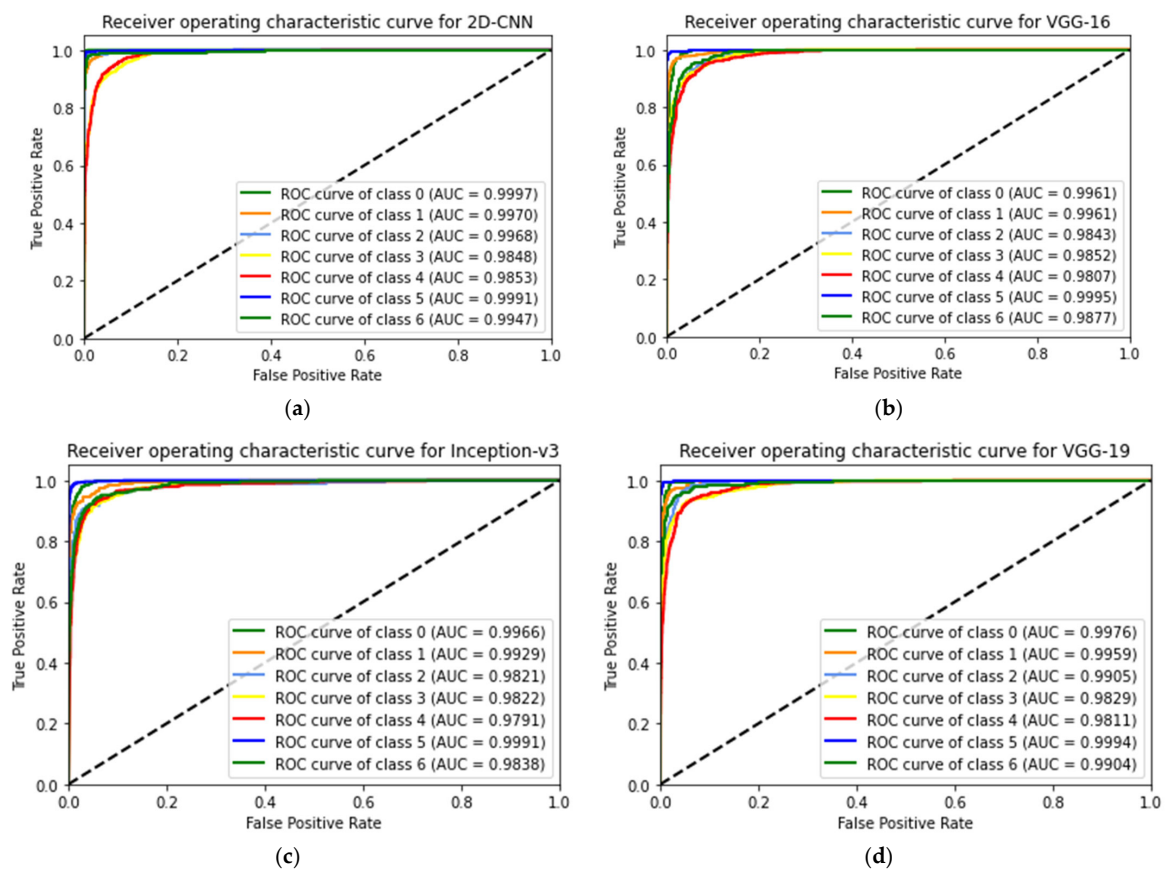 Receiver operating characteristic curve for 2D-CNN
1.0
0.8
0.6
0.4
0.2
0.0
True Positive Rate
ROC curve of class 0 (AUC = 0.9997)
ROC curve of class 1 (AUC = 0.9970)
ROC curve of class 2 (AUC = 0.9968)
ROC curve of class 3 (AUC = 0.9848)
ROC curve of class 4 (AUC = 0.9853)
ROC curve of class 5 (AUC = 0.9991)
ROC curve of class 6 (AUC = 0.9947)
0.0 0.2 0.4 0.6 0.8 1.0
False Positive Rate
(a)
Receiver operating characteristic curve for VGG-16
1.0
0.8
0.6
0.4
0.2
0.0
True Positive Rate
ROC curve of class 0 (AUC = 0.9961)
ROC curve of class 1 (AUC = 0.9961)
ROC curve of class 2 (AUC = 0.9843)
ROC curve of class 3 (AUC = 0.9852)
ROC curve of class 4 (AUC = 0.9807)
ROC curve of class 5 (AUC = 0.9995)
ROC curve of class 6 (AUC = 0.9877)
0.0 0.2 0.4 0.6 0.8 1.0
False Positive Rate
(b)
Receiver operating characteristic curve for Inception-v3
1.0
0.8
0.6
0.4
0.2
0.0
True Positive Rate
ROC curve of class 0 (AUC = 0.9966)
ROC curve of class 1 (AUC = 0.9929)
ROC curve of class 2 (AUC = 0.9821)
ROC curve of class 3 (AUC = 0.9822)
ROC curve of class 4 (AUC = 0.9791)
ROC curve of class 5 (AUC = 0.9991)
ROC curve of class 6 (AUC = 0.9838)
0.0 0.2 0.4 0.6 0.8 1.0
False Positive Rate
(c)
Receiver operating characteristic curve for VGG-19
1.0
0.8
0.6
0.4
0.2
0.0
True Positive Rate
ROC curve of class 0 (AUC = 0.9976)
ROC curve of class 1 (AUC = 0.9959)
ROC curve of class 2 (AUC = 0.9905)
ROC curve of class 3 (AUC = 0.9829)
ROC curve of class 4 (AUC = 0.9811)
ROC curve of class 5 (AUC = 0.9994)
ROC curve of class 6 (AUC = 0.9904)
0.0 0.2 0.4 0.6 0.8 1.0
False Positive Rate
(d)